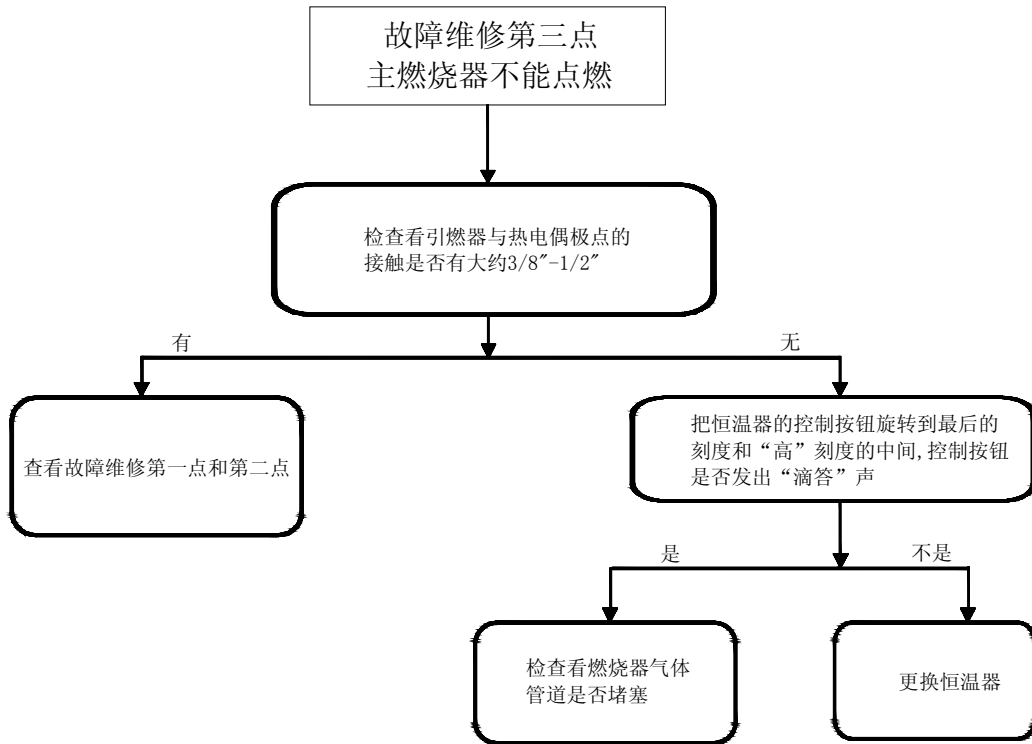 故障维修第三点
主燃烧器不能点燃
检查看引燃器与热电偶极点的
接触是否有大约3/8″-1/2″
有
无
查看故障维修第一点和第二点
把恒温器的控制按钮旋转到最后的
刻度和“高”刻度的中间,控制按钮
是否发出“滴答”声
是
不是
检查看燃烧器气体
管道是否堵塞
更换恒温器